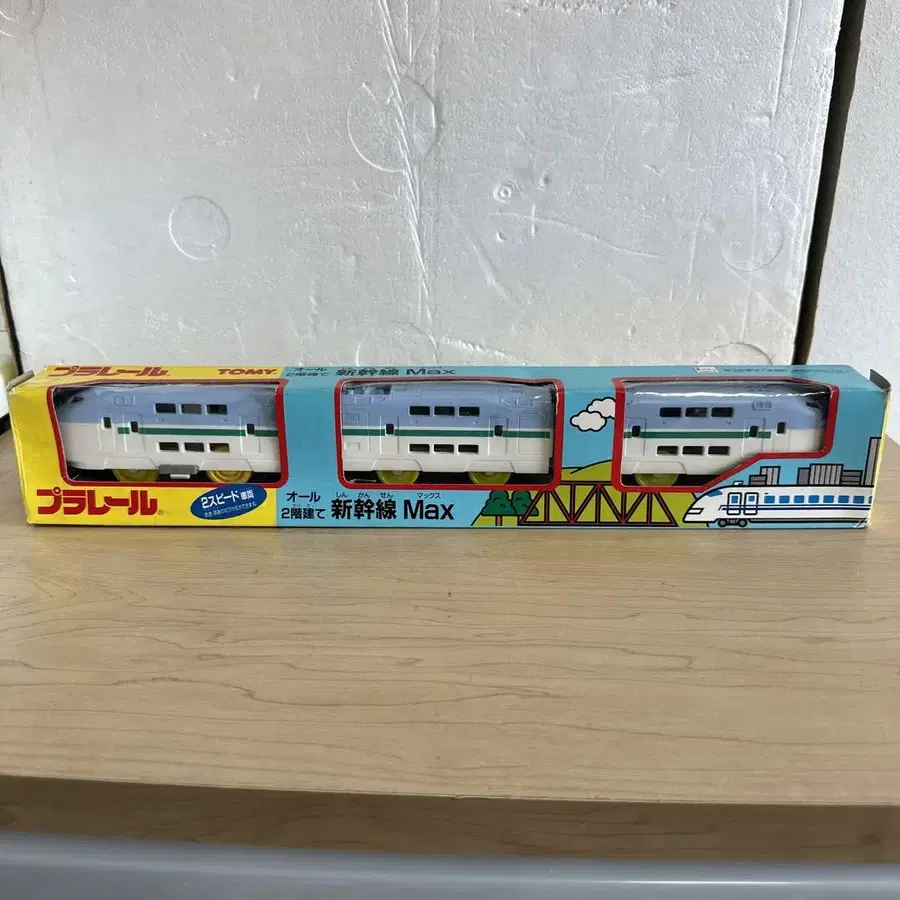 プラレール TOMY オール 2階建て 新幹線 Max
プラレール®
2スピード 車両
オール 2階建て
しん かん せん マックス
新幹線 Max